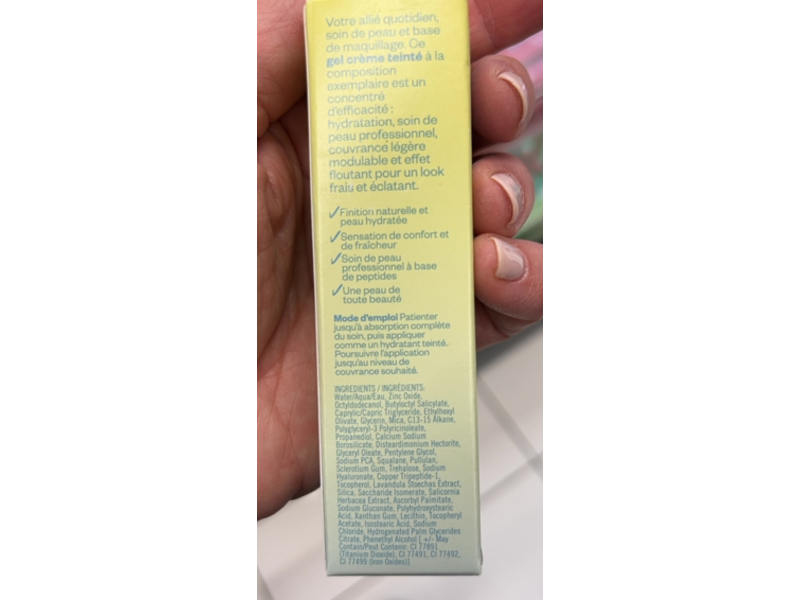 Votre allié quotidien,
soin de peau et base
de maquillage. Ce
gel crème teinté à la
composition
exemplaire est un
concentré
d'efficacité :
hydratation, soin de
peau professionnel,
couvrance légère
modulable et effet
floutant pour un look
frais et éclatant.
✓Finition naturelle et
peau hydratée
✓Sensation de confort et
de fraîcheur
✓Soin de peau
professionnel à base
de peptides
✓Une peau de
toute beauté
Mode d'emploi Patienter
jusqu'à absorption complète
du soin, puis appliquer
comme un hydratant teinté.
Poursuivre l'application
jusqu'au niveau de
couvrance souhaité.
INGREDIENTS / INGRÉDIENTS:
Water/Aqua/Eau, Zinc Oxide,
Octyldodecanol, Butyloctyl Salicylate,
Caprylic/Capric Triglyceride, Ethylhexyl
Olivate, Glycerin, Mica, C13-15 Alkane,
Polyglyceryl-3 Polyricinoleate,
Propanediol, Calcium Sodium
Borosilicate, Disteardimonium Hectorite,
Glyceryl Oleate, Pentylene Glycol,
Sodium PCA, Squalane, Pullulan,
Sclerotium Gum, Trehalose, Sodium
Hyaluronate, Copper Tripeptide-1,
Tocopherol, Lavandula Stoechas Extract,
Silica, Saccharide Isomerate, Salicornia
Herbacea Extract, Ascorbyl Palmitate,
Sodium Gluconate, Polyhydroxystearic
Acid, Xanthan Gum, Lecithin, Tocopheryl
Acetate, Isostearic Acid, Sodium
Chloride, Hydrogenated Palm Glycerides
Citrate, Phenethyl Alcohol [ +/- May
Contain/Peut Contenir: CI 77891
(Titanium Dioxide), CI 77491, CI 77492,
CI 77499 (Iron Oxides)]